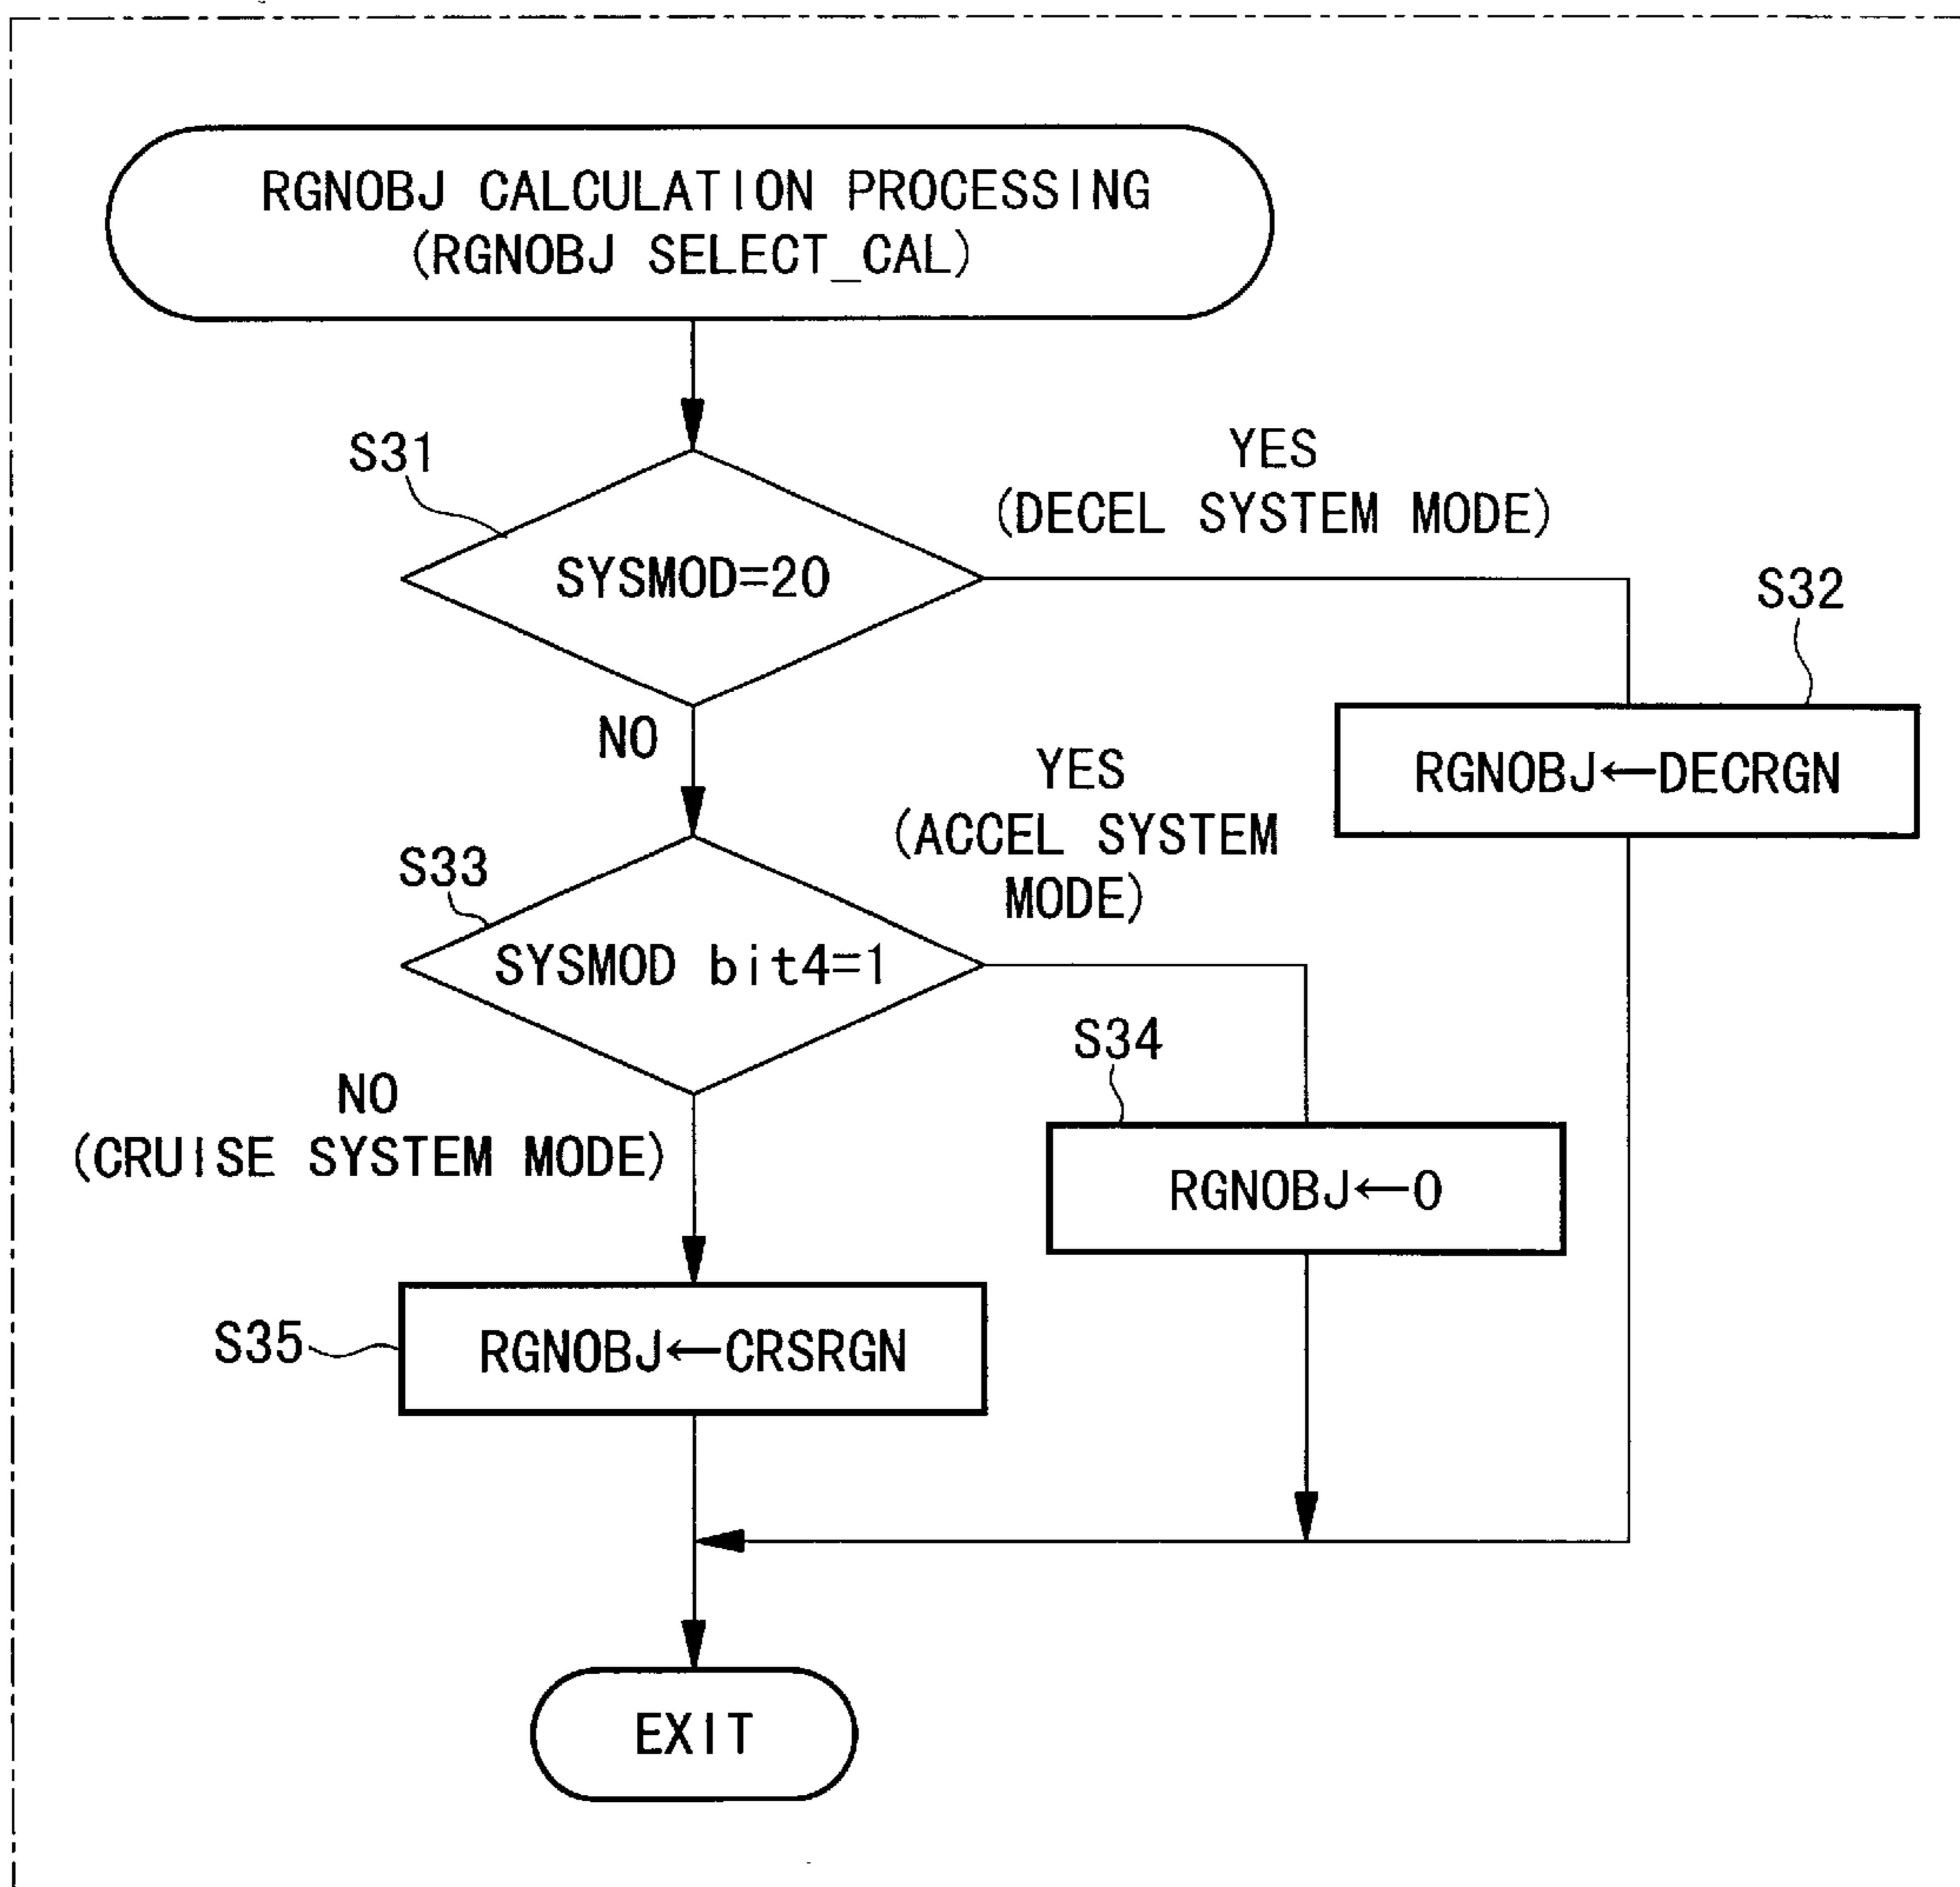 RGNOBJ CALCULATION PROCESSING
(RGNOBJ SELECT_CAL)
S31
YES
(DECEL SYSTEM MODE)
SYSMOD=20
S32
NO
RGNOBJ←DECRGN
YES
(ACCEL SYSTEM
MODE)
S33
SYSMOD bit4=1
S34
NO
(CRUISE SYSTEM MODE)
RGNOBJ←0
S35
RGNOBJ←CRSRGN
EXIT